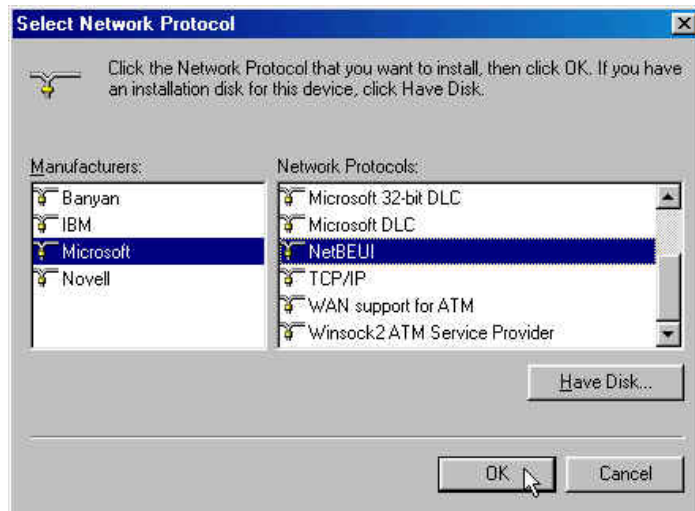 Select Network Protocol
Click the Network Protocol that you want to install, then click OK. If you have
an installation disk for this device, click Have Disk.
Manufacturers:
Banyan
IBM
Microsoft
Novell
Network Protocols:
Microsoft 32-bit DLC
Microsoft DLC
NetBEUI
TCP/IP
WAN support for ATM
Winsock2 ATM Service Provider
Have Disk...
OK
Cancel